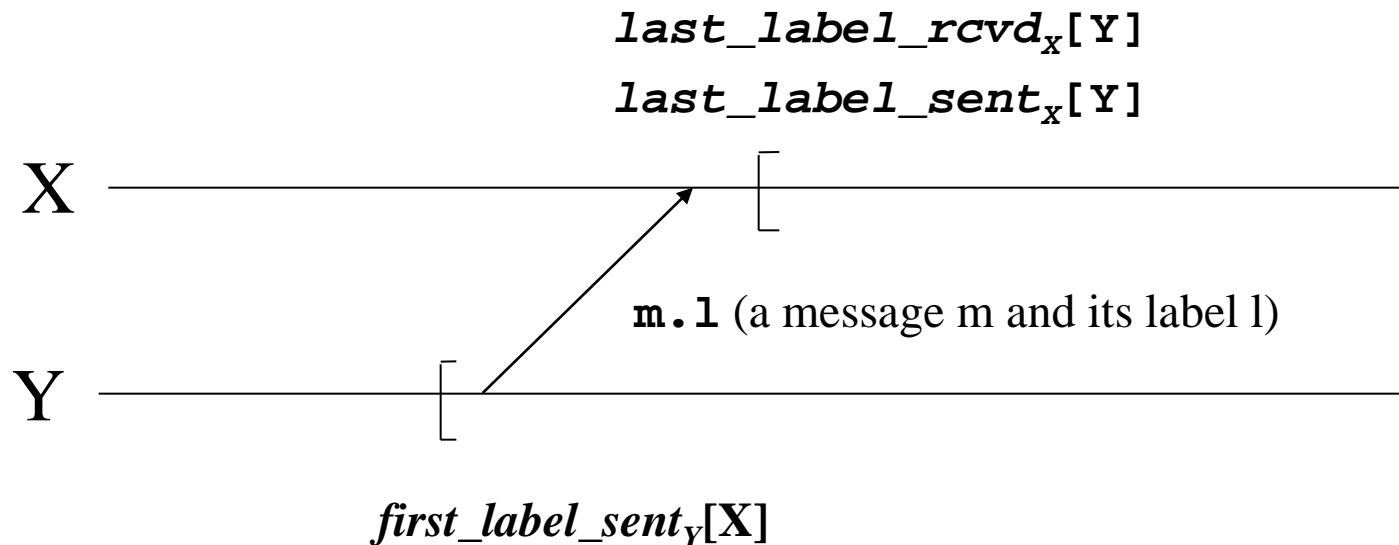 last_label_rcvdX[Y]
last_label_sentX[Y]
X
m.l (a message m and its label l)
Y
first_label_sentY[X]